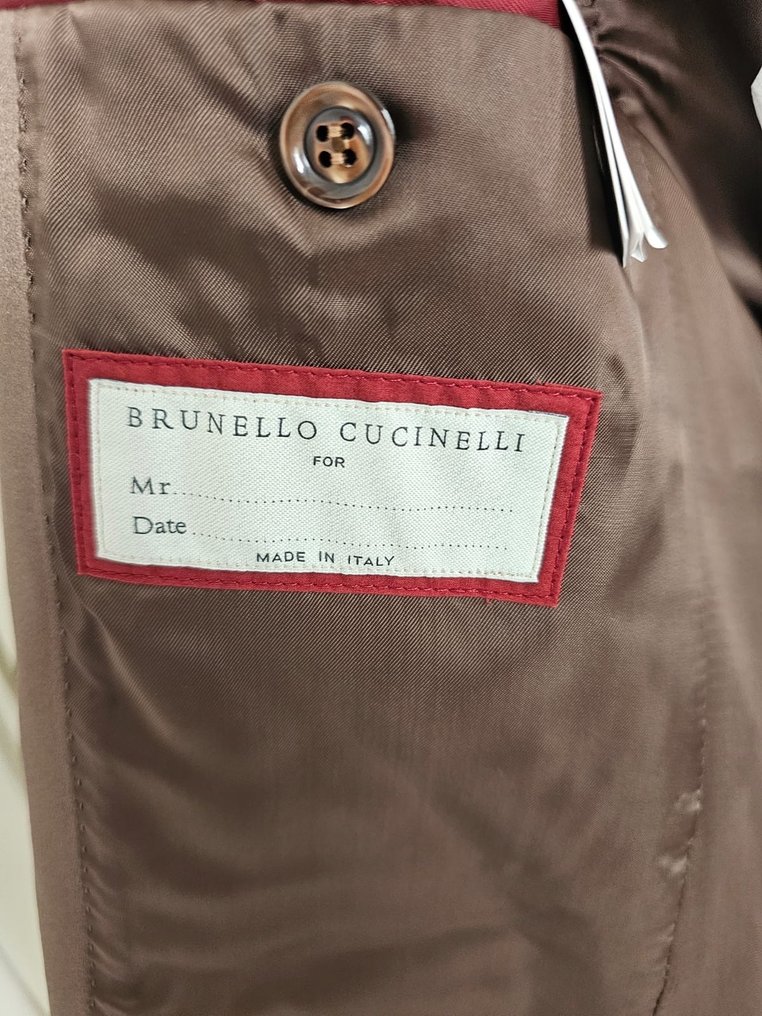 BRUNELLO CUCINELLI
FOR
Mr..............................................
Date..............................................
MADE IN ITALY